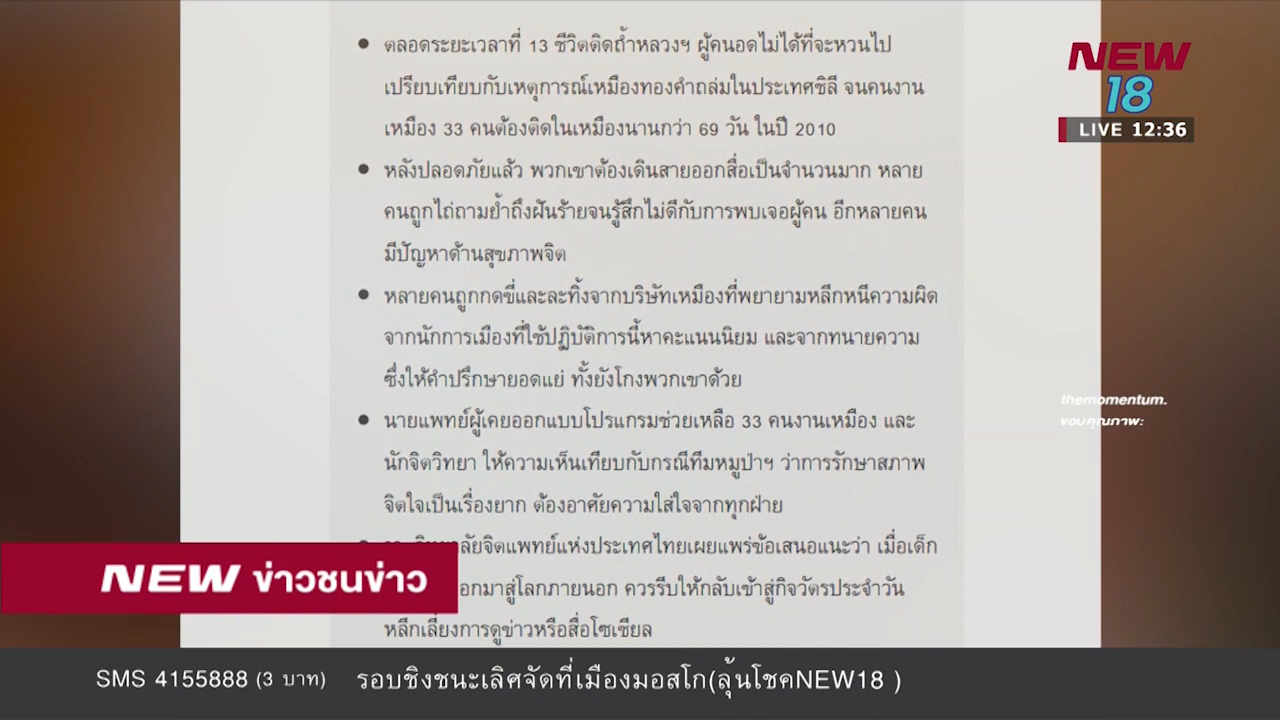 • ตลอดระยะเวลาที่ 13 ชีวิตติดถ้ำหลวงฯ ผู้คนอดไม่ได้ที่จะหวนไป
เปรียบเทียบกับเหตุการณ์เหมืองทองคำถล่มในประเทศชิลี จนคนงาน
เหมือง 33 คนต้องติดในเหมืองนานกว่า 69 วัน ในปี 2010
• หลังปลอดภัยแล้ว พวกเขาต้องเดินสายออกสื่อเป็นจำนวนมาก หลาย
คนถูกไถ่ถามย้ำถึงฝันร้ายจนรู้สึกไม่ดีกับการพบเจอผู้คน อีกหลายคน
มีปัญหาด้านสุขภาพจิต
• หลายคนถูกกดขี่และละทิ้งจากบริษัทเหมืองที่พยายามหลีกหนีความผิด
จากนักการเมืองที่ใช้ปฏิบัติการนี้หาคะแนนนิยม และจากทนายความ
ซึ่งให้คำปรึกษายอดแย่ ทั้งยังโกงพวกเขาด้วย
• นายแพทย์ผู้เคยออกแบบโปรแกรมช่วยเหลือ 33 คนงานเหมือง และ
นักจิตวิทยา ให้ความเห็นเทียบกับกรณีทีมหมูป่าฯ ว่าการรักษาสภาพ
จิตใจเป็นเรื่องยาก ต้องอาศัยความใส่ใจจากทุกฝ่าย
จิตแพทย์แห่งประเทศไทยเผยแพร่ข้อเสนอแนะว่า เมื่อเด็ก
มาสู่โลกภายนอก ควรรีบให้กลับเข้าสู่กิจวัตรประจำวัน
หลีกเลี่ยงการดูข่าวหรือสื่อโซเชียล
NEW
18
LIVE 12:36
themomentum.
ขอบคุณภาพ:
NEW ข่าวชนข่าว
SMS 4155888 (3 บาท) รอบชิงชนะเลิศจัดที่เมืองมอสโก(ลุ้นโชคNEW18 )